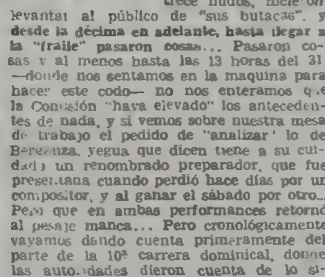 trece nudos, hicieron
levantar al público de "sus butacas". y
desde la décima en adelante, hasta llegar a
la "fraile" pasaron cosas... Pasaron co-
sas y al menos hasta las 13 horas del 31
—donde nos sentamos en la maquina para
hacer este codo— no nos enteramos que
la Comisión "haya elevado" los anteceden-
tes de nada, y sí vemos sobre nuestra mesa
de trabajo el pedido de "analizar" lo de
yegua que dicen tiene a su cui-
dado un renombrado preparador, que fue
presentada cuando perdió hace días por un
compositor, y al ganar el sábado por otro...
Pero que en ambas performances retornó
al pesaje manca... Pero cronológicamente
vayamos dando cuenta primeramente del
parte de la 10ª carrera dominical, donde
las autoridades dieron cuenta de lo si-